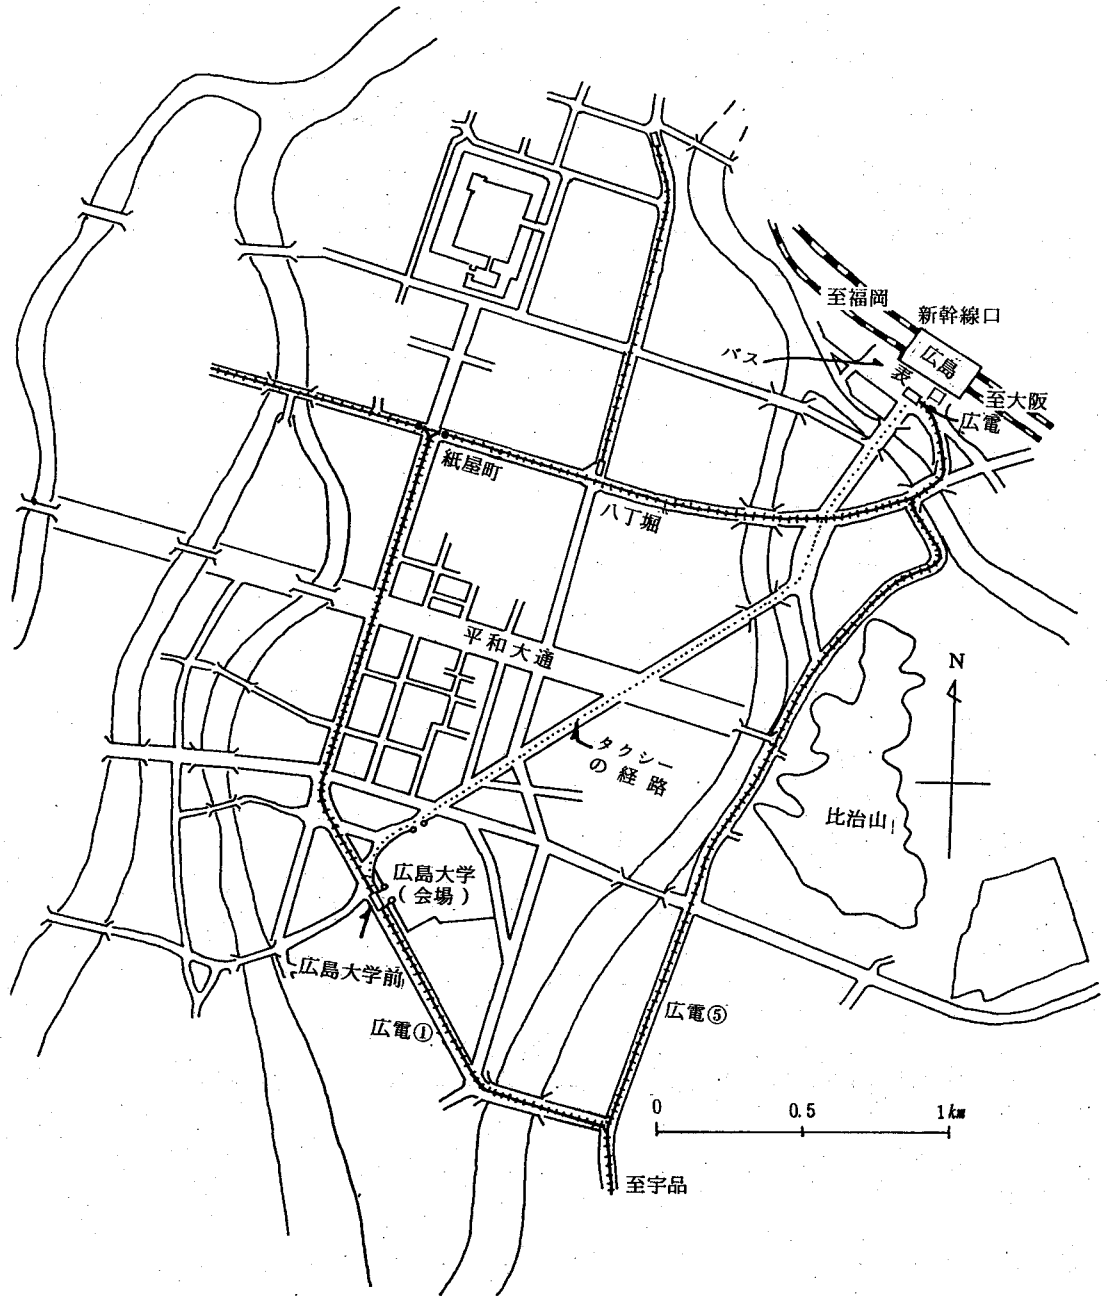 至福岡
新幹線口
バス
広島
表口
至大阪
広電
紙屋町
八丁堀
平和大通
N
タクシー
の経路
比治山
広島大学
(会場)
広島大学前
広電①
広電⑤
0 0.5 1km
至宇品